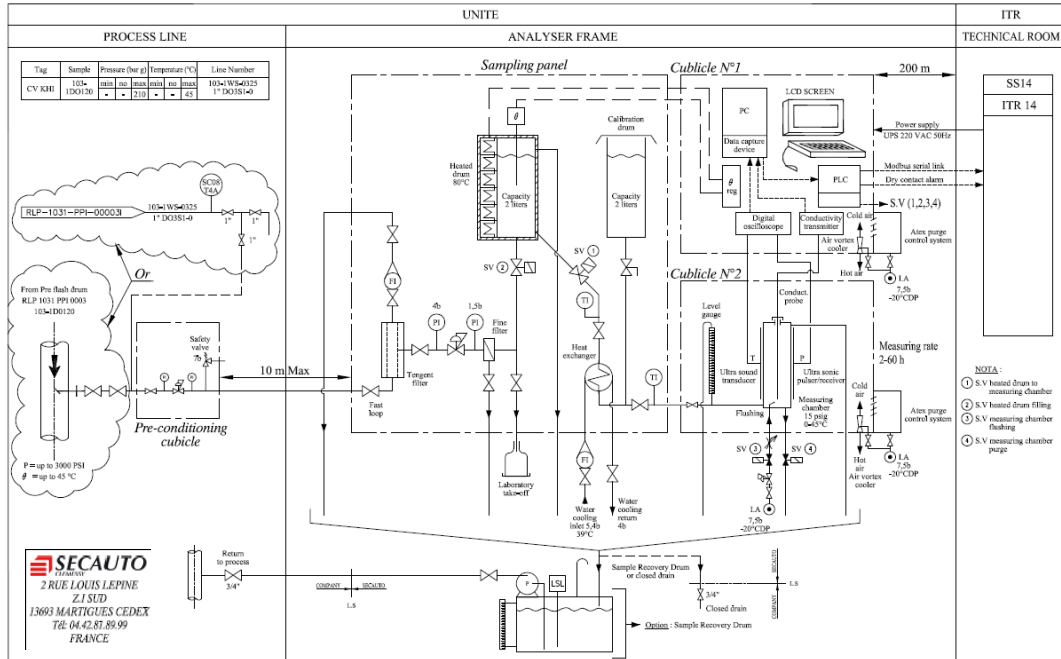 UNITE
ITR
PROCESS LINE
ANALYSER FRAME
TECHNICAL ROOM
Tag
Sample
Pressure (bar g)
Temperature (°C)
Line Number
min no max min no max
CV KHI
103-
1DO120
- - 210 - - 45
103-1WS-0325
1" DO3S1-0
SC08
T4A
RLP-1031-PPI-00003I
103-1WS-0325
1" DO3S1-0
1"
1"
1"
Or
From Pre flash drum
RLP 1031 PPI 0003
103-1D0120
P = up to 3000 PSI
θ = up to 45 °C
Safety
valve
7b
Pre-conditioning
cubicle
10 m Max
Sampling panel
θ
Heated
drum
80°C
Capacity
2 liters
Calibration
drum
Capacity
2 liters
FI
SV 2
SV 1
TI
4b
PI
1,5b
PI
Fine
filter
Tengent
filter
Fast
loop
Heat
exchanger
TI
Laboratory
take-off
FI
Water
cooling
inlet 5,4b
39°C
Water
cooling
return
4b
Cublicle N°1
PC
Data capture
device
LCD SCREEN
θ
reg
PLC
S.V (1,2,3,4)
Digital
oscilloscope
Conductivity
transmitter
Cold air
Air vortex
cooler
Hot air
Atex purge
control system
I.A
7,5b
-20°CDP
200 m
SS14
ITR 14
Power supply
UPS 220 VAC 50Hz
Modbus serial link
Dry contact alarm
Cublicle N°2
Level
gauge
Conduct.
probe
T
P
Ultra sound
transducer
Ultra sonic
pulser/receiver
Measuring
chamber
15 psig
0-45°C
Flushing
SV 3
SV 4
I.A
7,5b
-20°CDP
Measuring rate
2-60 h
Cold
air
Atex purge
control system
Hot
air
Air vortex
cooler
I.A
7,5b
-20°CDP
NOTA :
1 S.V heated drum to
measuring chamber
2 S.V heated drum filling
3 S.V measuring chamber
flushing
4 S.V measuring chamber
purge
SECAUTO
CLEMESSY
2 RUE LOUIS LEPINE
Z.I SUD
13693 MARTIGUES CEDEX
Tél: 04.42.81.89.99
FRANCE
Return
to process
3/4"
COMPANY
SECAUTO
L.S
P
LSL
Sample Recovery Drum
or closed drain
3/4"
Closed drain
SECAUTO
L.S
COMPANY
Option : Sample Recovery Drum